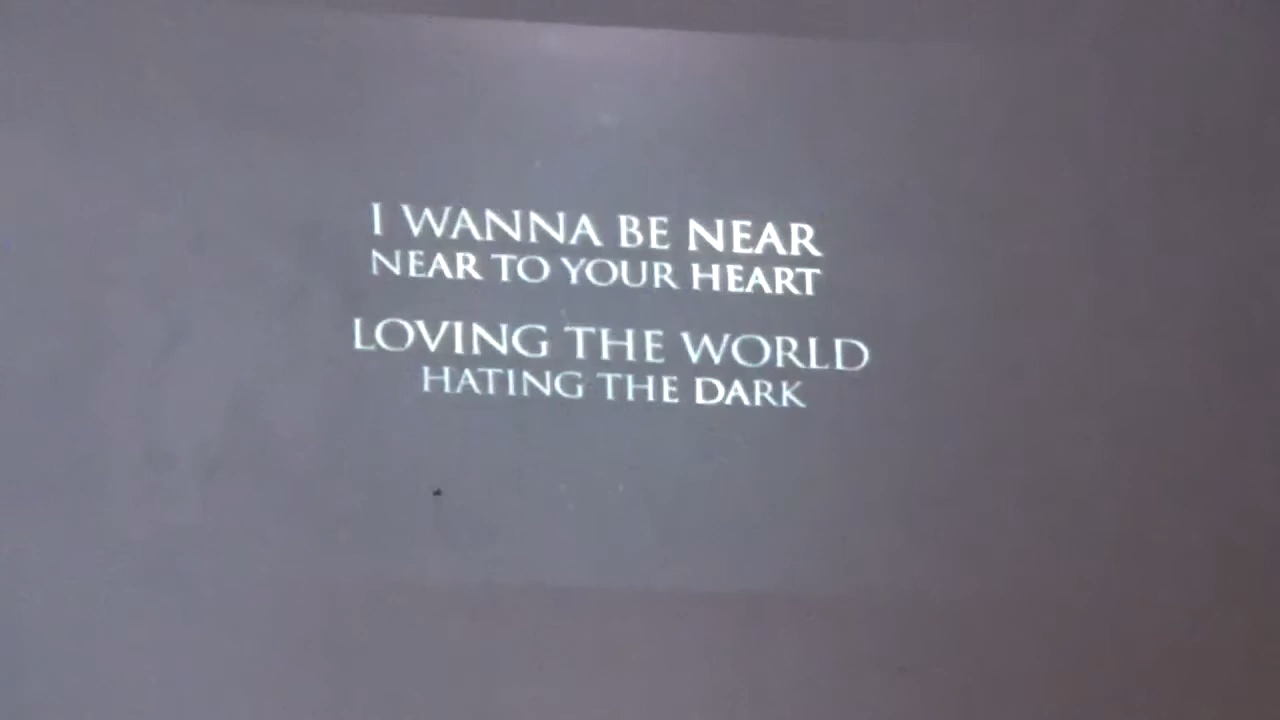 I WANNA BE NEAR
NEAR TO YOUR HEART
LOVING THE WORLD
HATING THE DARK